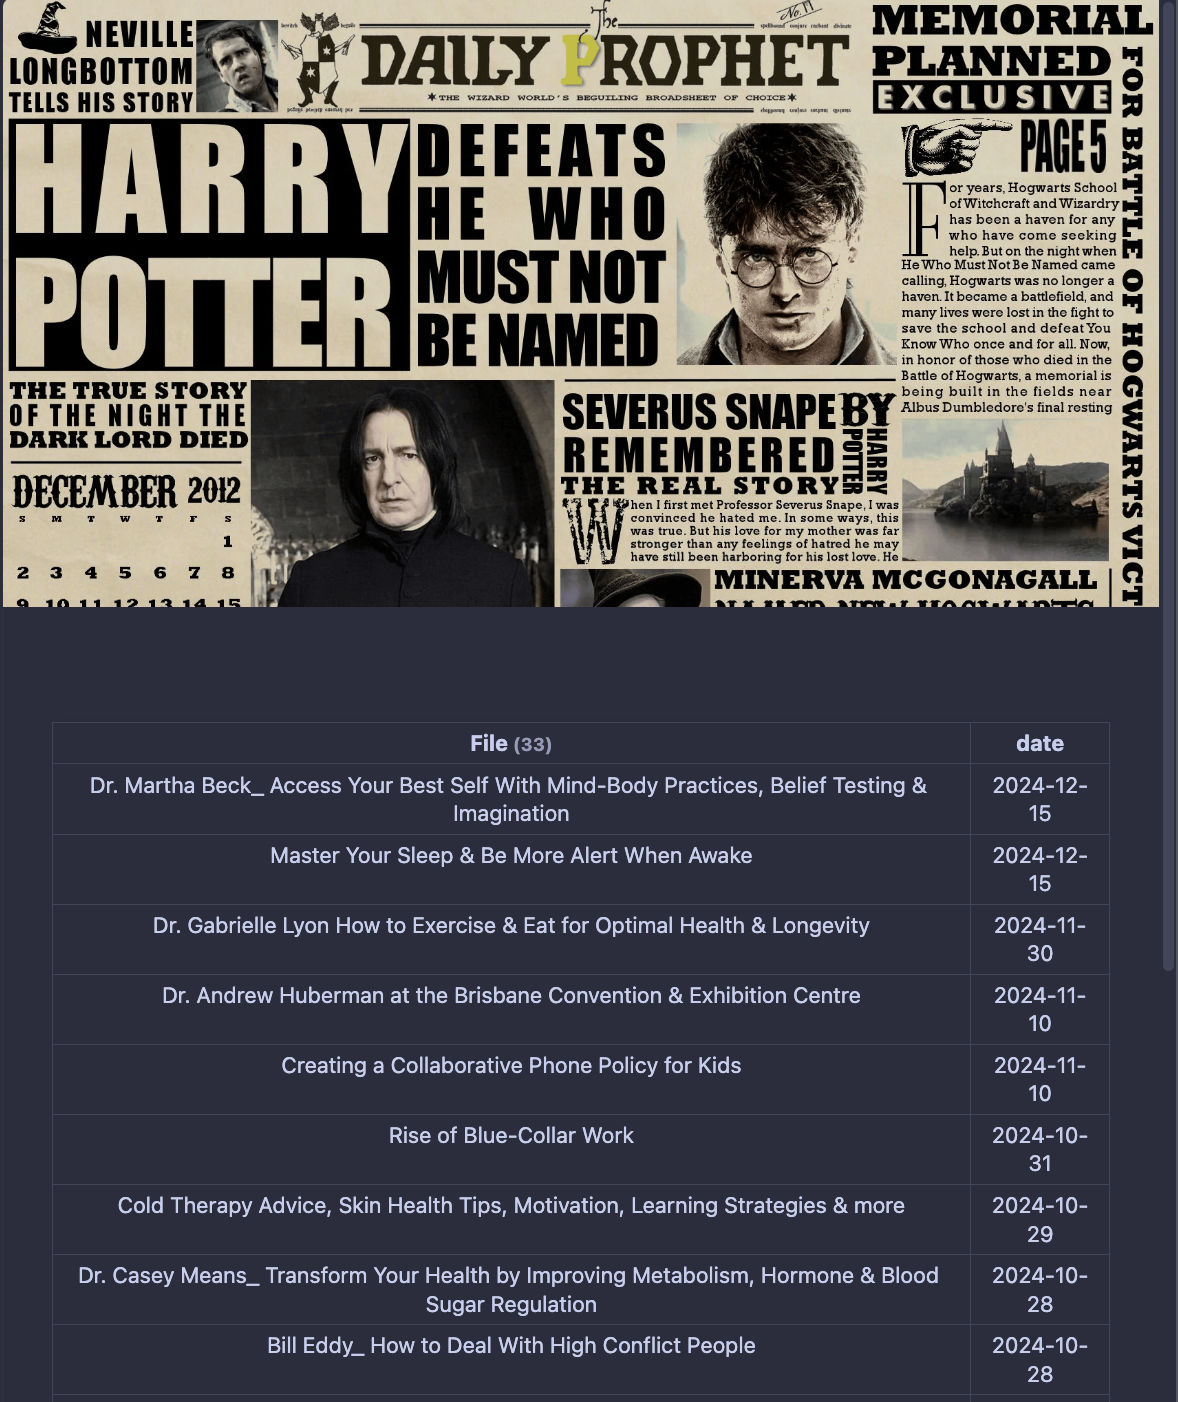 NEVILLE
LONGBOTTOM
TELLS HIS STORY
The
No. 17
DAILY PROPHET
THE WIZARD WORLD'S BEGUILING BROADSHEET OF CHOICE
MEMORIAL
PLANNED
EXCLUSIVE
FOR BATTLE OF HOGWARTS VICT
PAGE 5
HARRY
POTTER
DEFEATS
HE WHO
MUST NOT
BE NAMED
For years, Hogwarts School
of Witchcraft and Wizardry
has been a haven for any
who have come seeking
help. But on the night when
He Who Must Not Be Named came
calling, Hogwarts was no longer a
haven. It became a battlefield, and
many lives were lost in the fight to
save the school and defeat You
Know Who once and for all. Now,
in honor of those who died in the
Battle of Hogwarts, a memorial is
being built in the fields near
Albus Dumbledore's final resting
THE TRUE STORY
OF THE NIGHT THE
DARK LORD DIED
DECEMBER 2012
S M T W T F S
1
2 3 4 5 6 7 8
9 10 11 12 13 14 15
SEVERUS SNAPE
REMEMBERED
THE REAL STORY
BY
HARRY
POTTER
When I first met Professor Severus Snape, I was
convinced he hated me. In some ways, this
was true. But his love for my mother was far
stronger than any feelings of hatred he may
have still been harboring for his lost love. He
MINERVA MCGONAGALL
NAMED NEW HOGWARTS
File (33) date
Dr. Martha Beck_ Access Your Best Self With Mind-Body Practices, Belief Testing &
Imagination
2024-12-
15
Master Your Sleep & Be More Alert When Awake
2024-12-
15
Dr. Gabrielle Lyon How to Exercise & Eat for Optimal Health & Longevity
2024-11-
30
Dr. Andrew Huberman at the Brisbane Convention & Exhibition Centre
2024-11-
10
Creating a Collaborative Phone Policy for Kids
2024-11-
10
Rise of Blue-Collar Work
2024-10-
31
Cold Therapy Advice, Skin Health Tips, Motivation, Learning Strategies & more
2024-10-
29
Dr. Casey Means_ Transform Your Health by Improving Metabolism, Hormone & Blood
Sugar Regulation
2024-10-
28
Bill Eddy_ How to Deal With High Conflict People
2024-10-
28